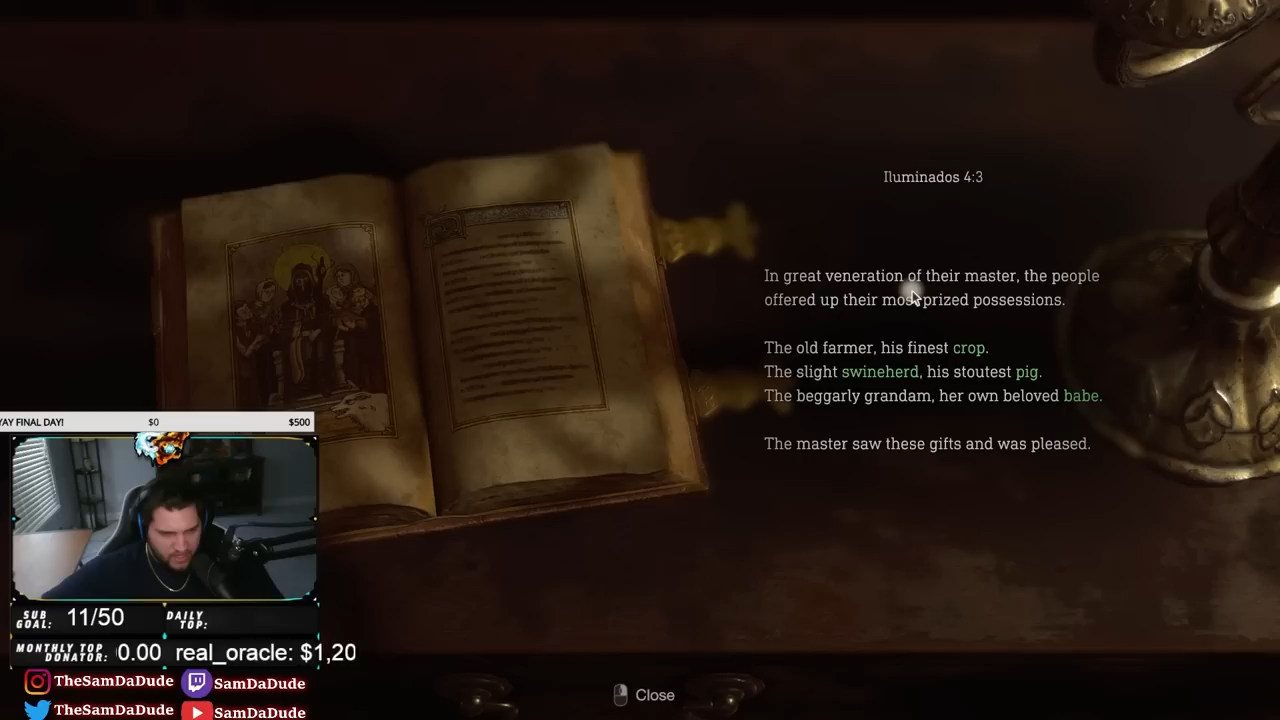 Iluminados 4:3
In great veneration of their master, the people
offered up their most prized possessions.
The old farmer, his finest crop.
The slight swineherd, his stoutest pig.
The beggarly grandam, her own beloved babe.
The master saw these gifts and was pleased.
YAY FINAL DAY! $0 $500
SUB GOAL: 11/50 DAILY TOP:
MONTHLY TOP DONATOR: 0.00 real_oracle: $1,20
TheSamDaDude SamDaDude
TheSamDaDude SamDaDude
Close